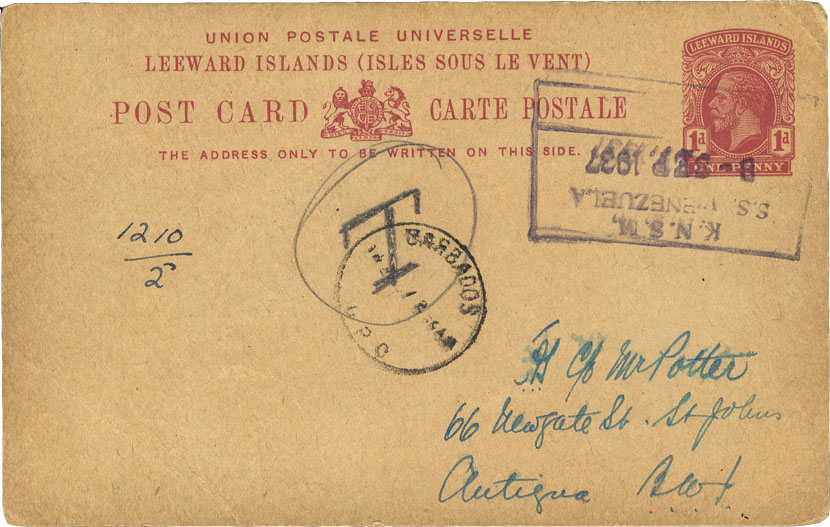 UNION POSTALE UNIVERSELLE
LEEWARD ISLANDS (ISLES SOUS LE VENT)
POST CARD CARTE POSTALE
THE ADDRESS ONLY TO BE WRITTEN ON THIS SIDE.
LEEWARD ISLANDS
1d 1d
ONE PENNY
K.N.S.M.
S.S. VENEZUELA
SEP. 1937
1210
2
T
BARBADOS
G P O
c/o Mr Potter
66 Newgate St. St Johns
Antigua B.W.I.